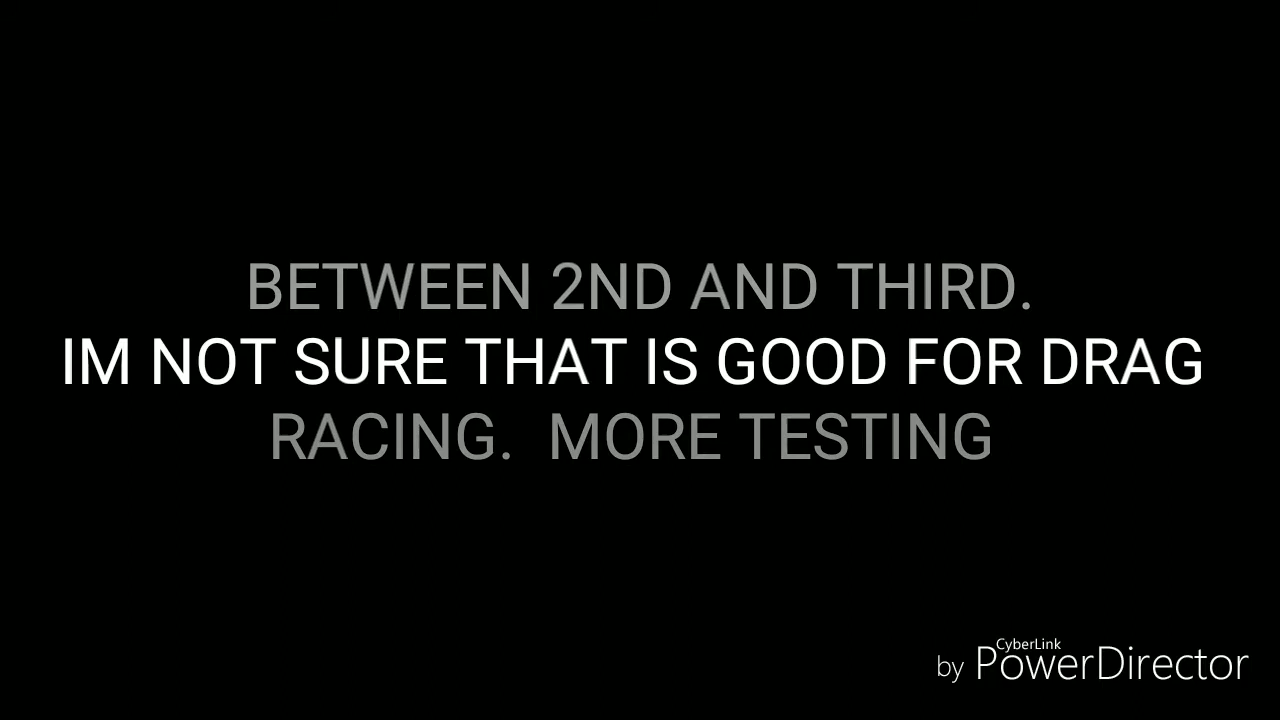 BETWEEN 2ND AND THIRD.
IM NOT SURE THAT IS GOOD FOR DRAG
RACING.  MORE TESTING
CyberLink
by PowerDirector